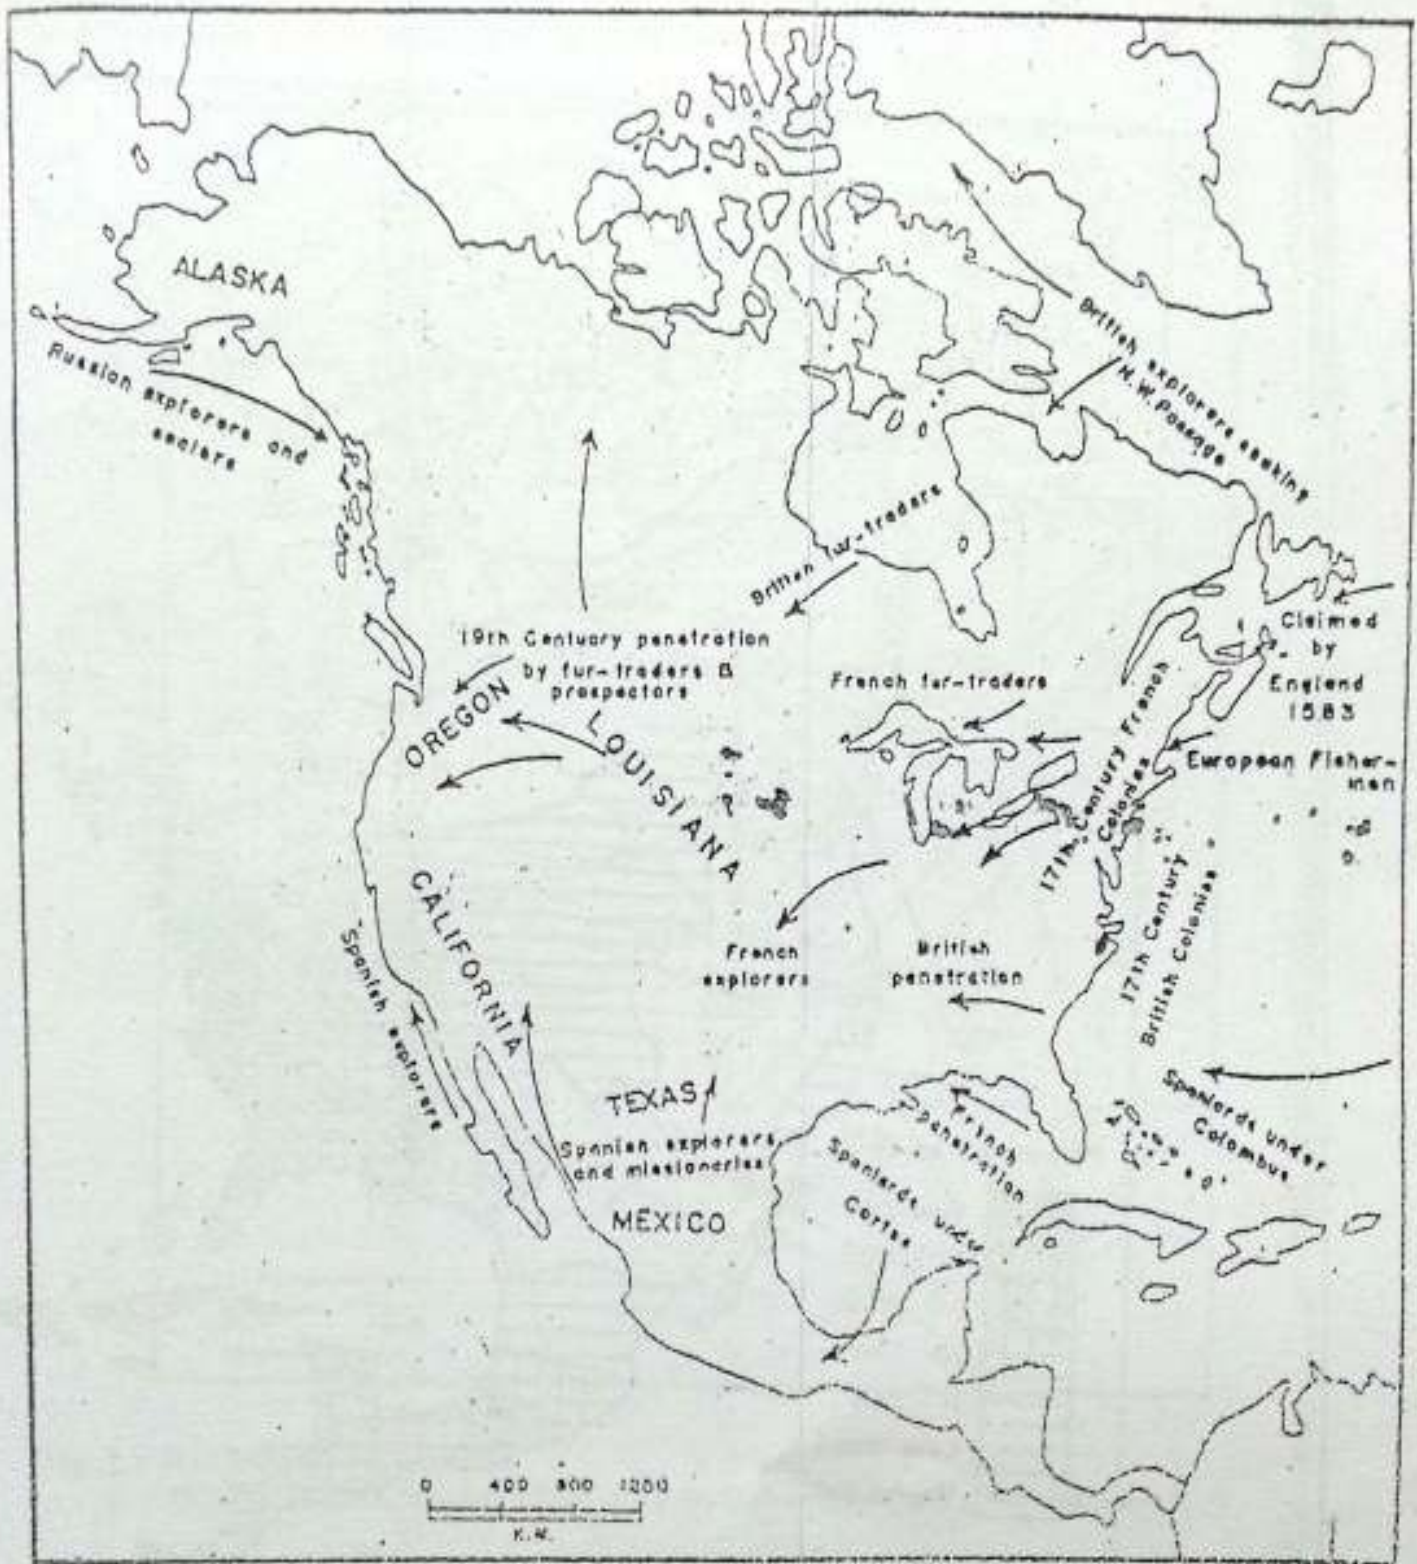 ALASKA
Russian explorers and
sealers
British explorers seeking
N.W. Passage
British fur-traders
19th Centuary penetration
by fur-traders &
prospectors
OREGON
LOUISIANA
French fur-traders
Claimed
by
England
1583
European Fisher-
men
17th Century French
Colonies
17th Century
British Colonies
CALIFORNIA
Spanish explorers
French
explorers
British
penetration
TEXAS
Spanish explorers
and missionaries
MEXICO
French
penetration
Spaniards under
Cortes
Spaniards under
Colombus
0 400 800 1200
K.M.